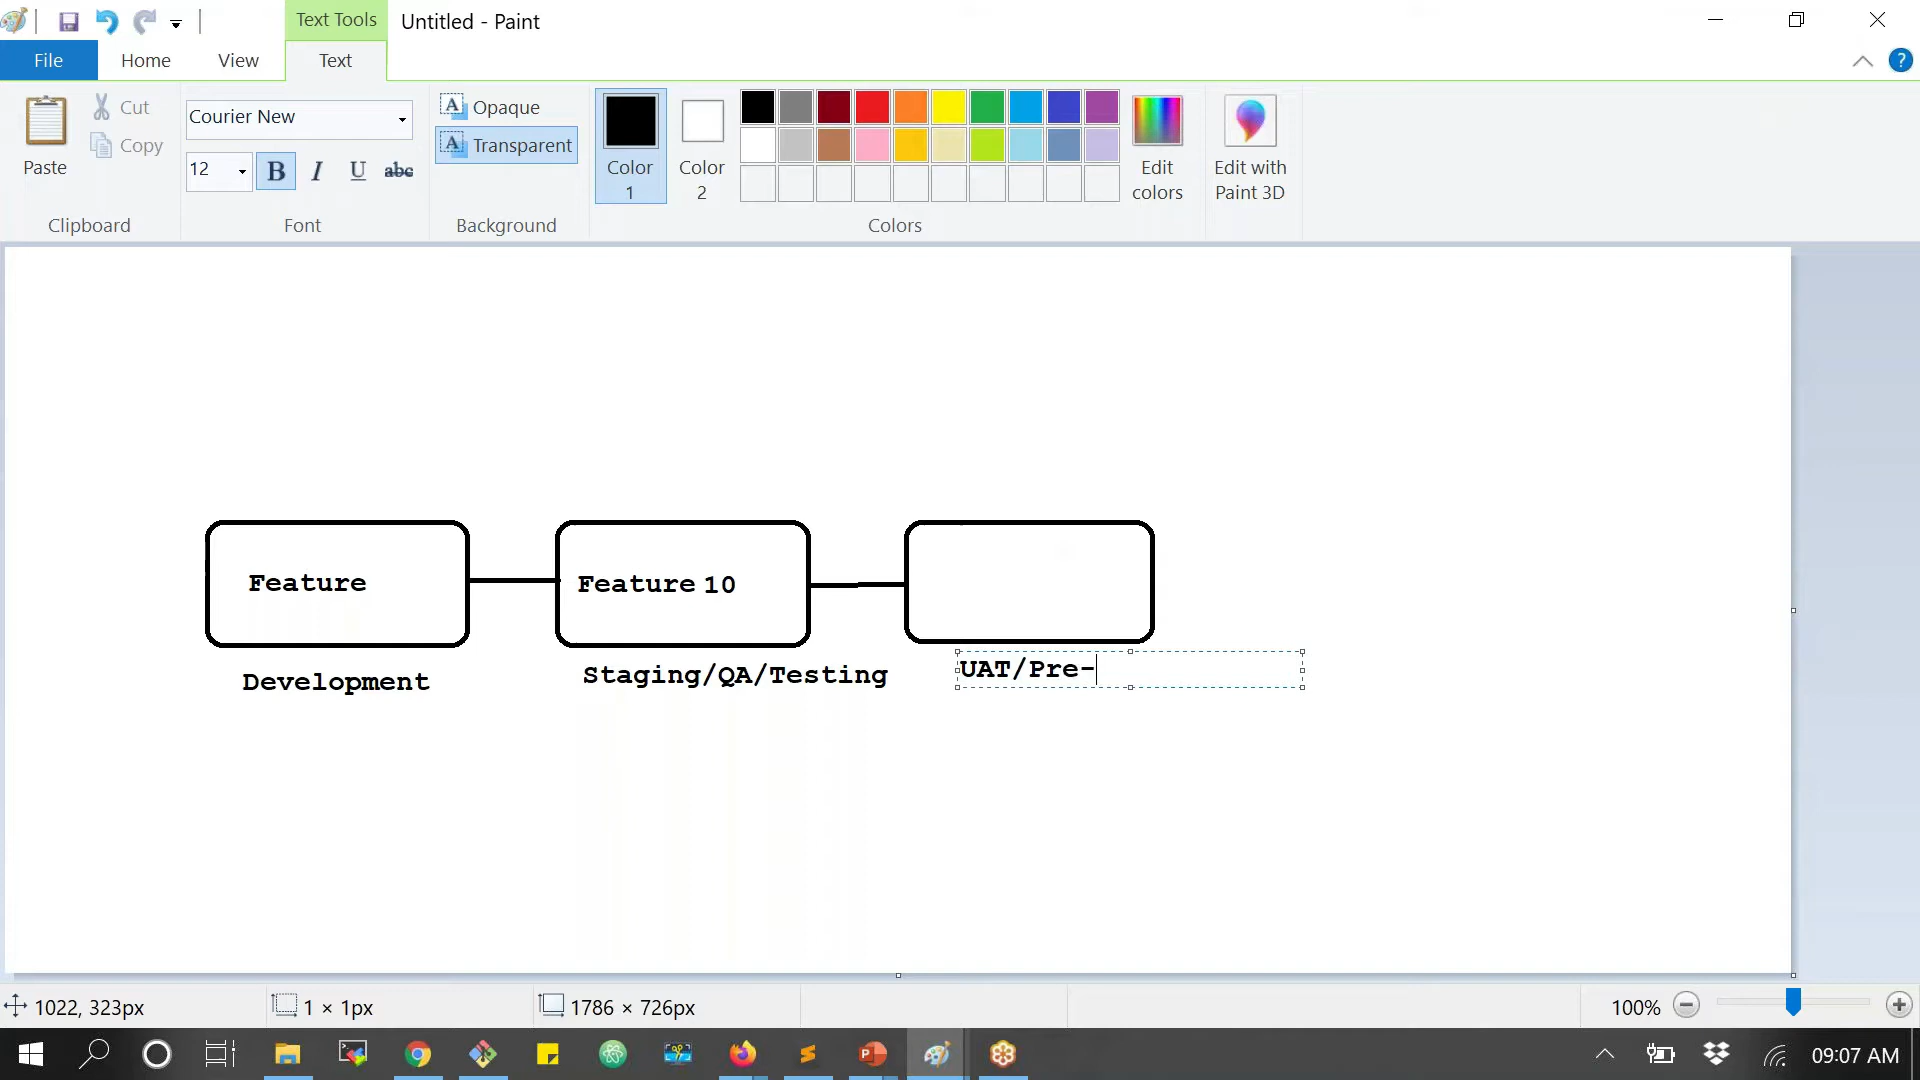 Text Tools
Untitled - Paint
File
Home
View
Text
?
Paste
Cut
Copy
Clipboard
Courier New
12
B
I
U
abc
Font
A Opaque
A Transparent
Background
Color 1
Color 2
Colors
Edit colors
Edit with Paint 3D
Feature
Feature 10
Development
Staging/QA/Testing
UAT/Pre-
1022, 323px
1 × 1px
1786 × 726px
100%
09:07 AM